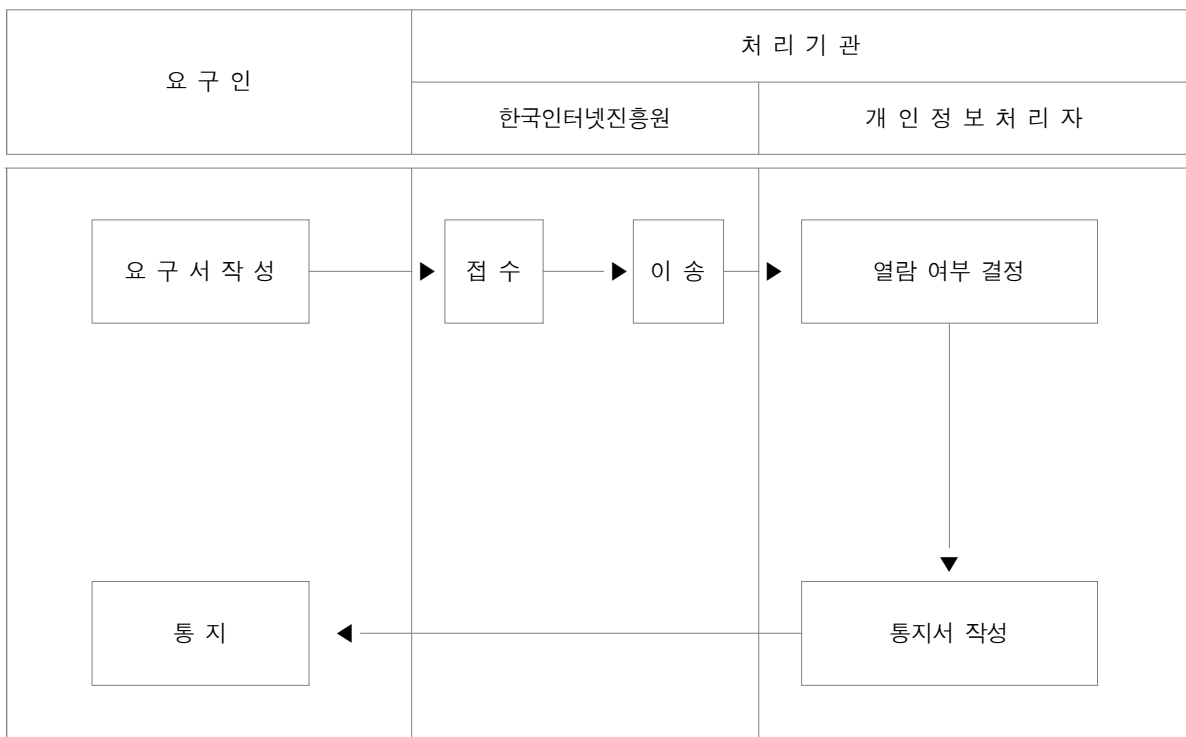 요 구 인
처 리 기 관
한국인터넷진흥원
개 인 정 보 처 리 자
요 구 서 작 성
접 수
이 송
열람 여부 결정
통 지
통지서 작성